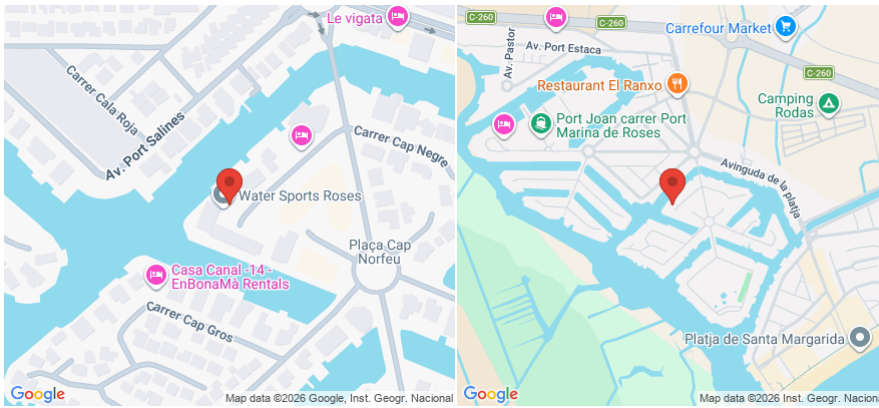 Le vigata
Carrer Cala Roja
Av. Port Salines
Carrer Cap Negre
Water Sports Roses
Plaça Cap
Norfeu
Casa Canal -14 -
EnBonaMà Rentals
Carrer Cap Gros
Google
Map data ©2026 Google, Inst. Geogr. Nacional
C-260
C-260
Carrefour Market
Av. Pastor
Av. Port Estaca
C-260
Restaurant El Ranxo
Camping
Rodas
Port Joan carrer Port
Marina de Roses
Avinguda de la platja
Platja de Santa Margarida
Google
Map data ©2026 Inst. Geogr. Naciona